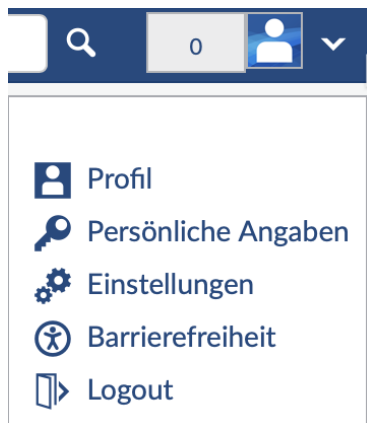 0
Profil
Persönliche Angaben
Einstellungen
Barrierefreiheit
Logout